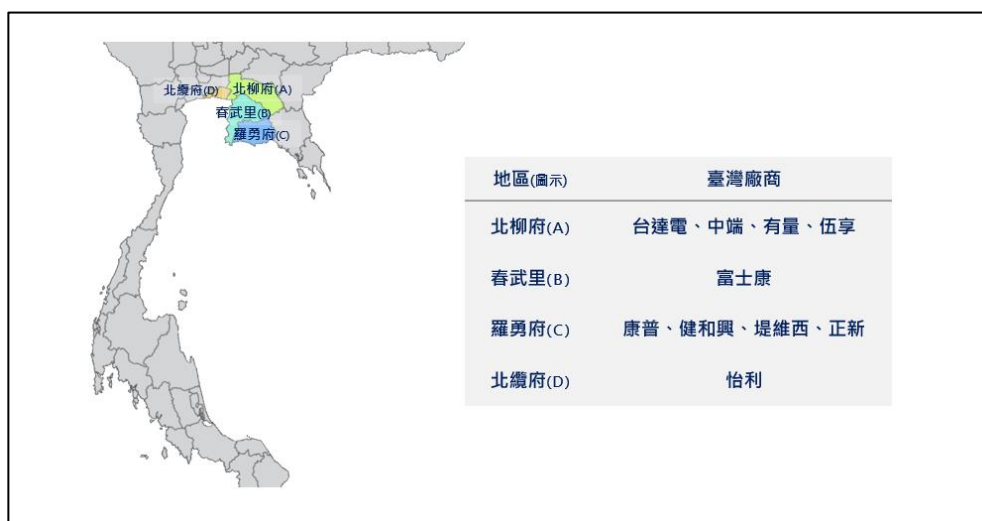 北纜府(D)
北柳府(A)
春武里(B)
羅勇府(C)
地區(圖示) 臺灣廠商
北柳府(A) 台達電、中端、有量、伍享
春武里(B) 富士康
羅勇府(C) 康普、健和興、堤維西、正新
北纜府(D) 怡利